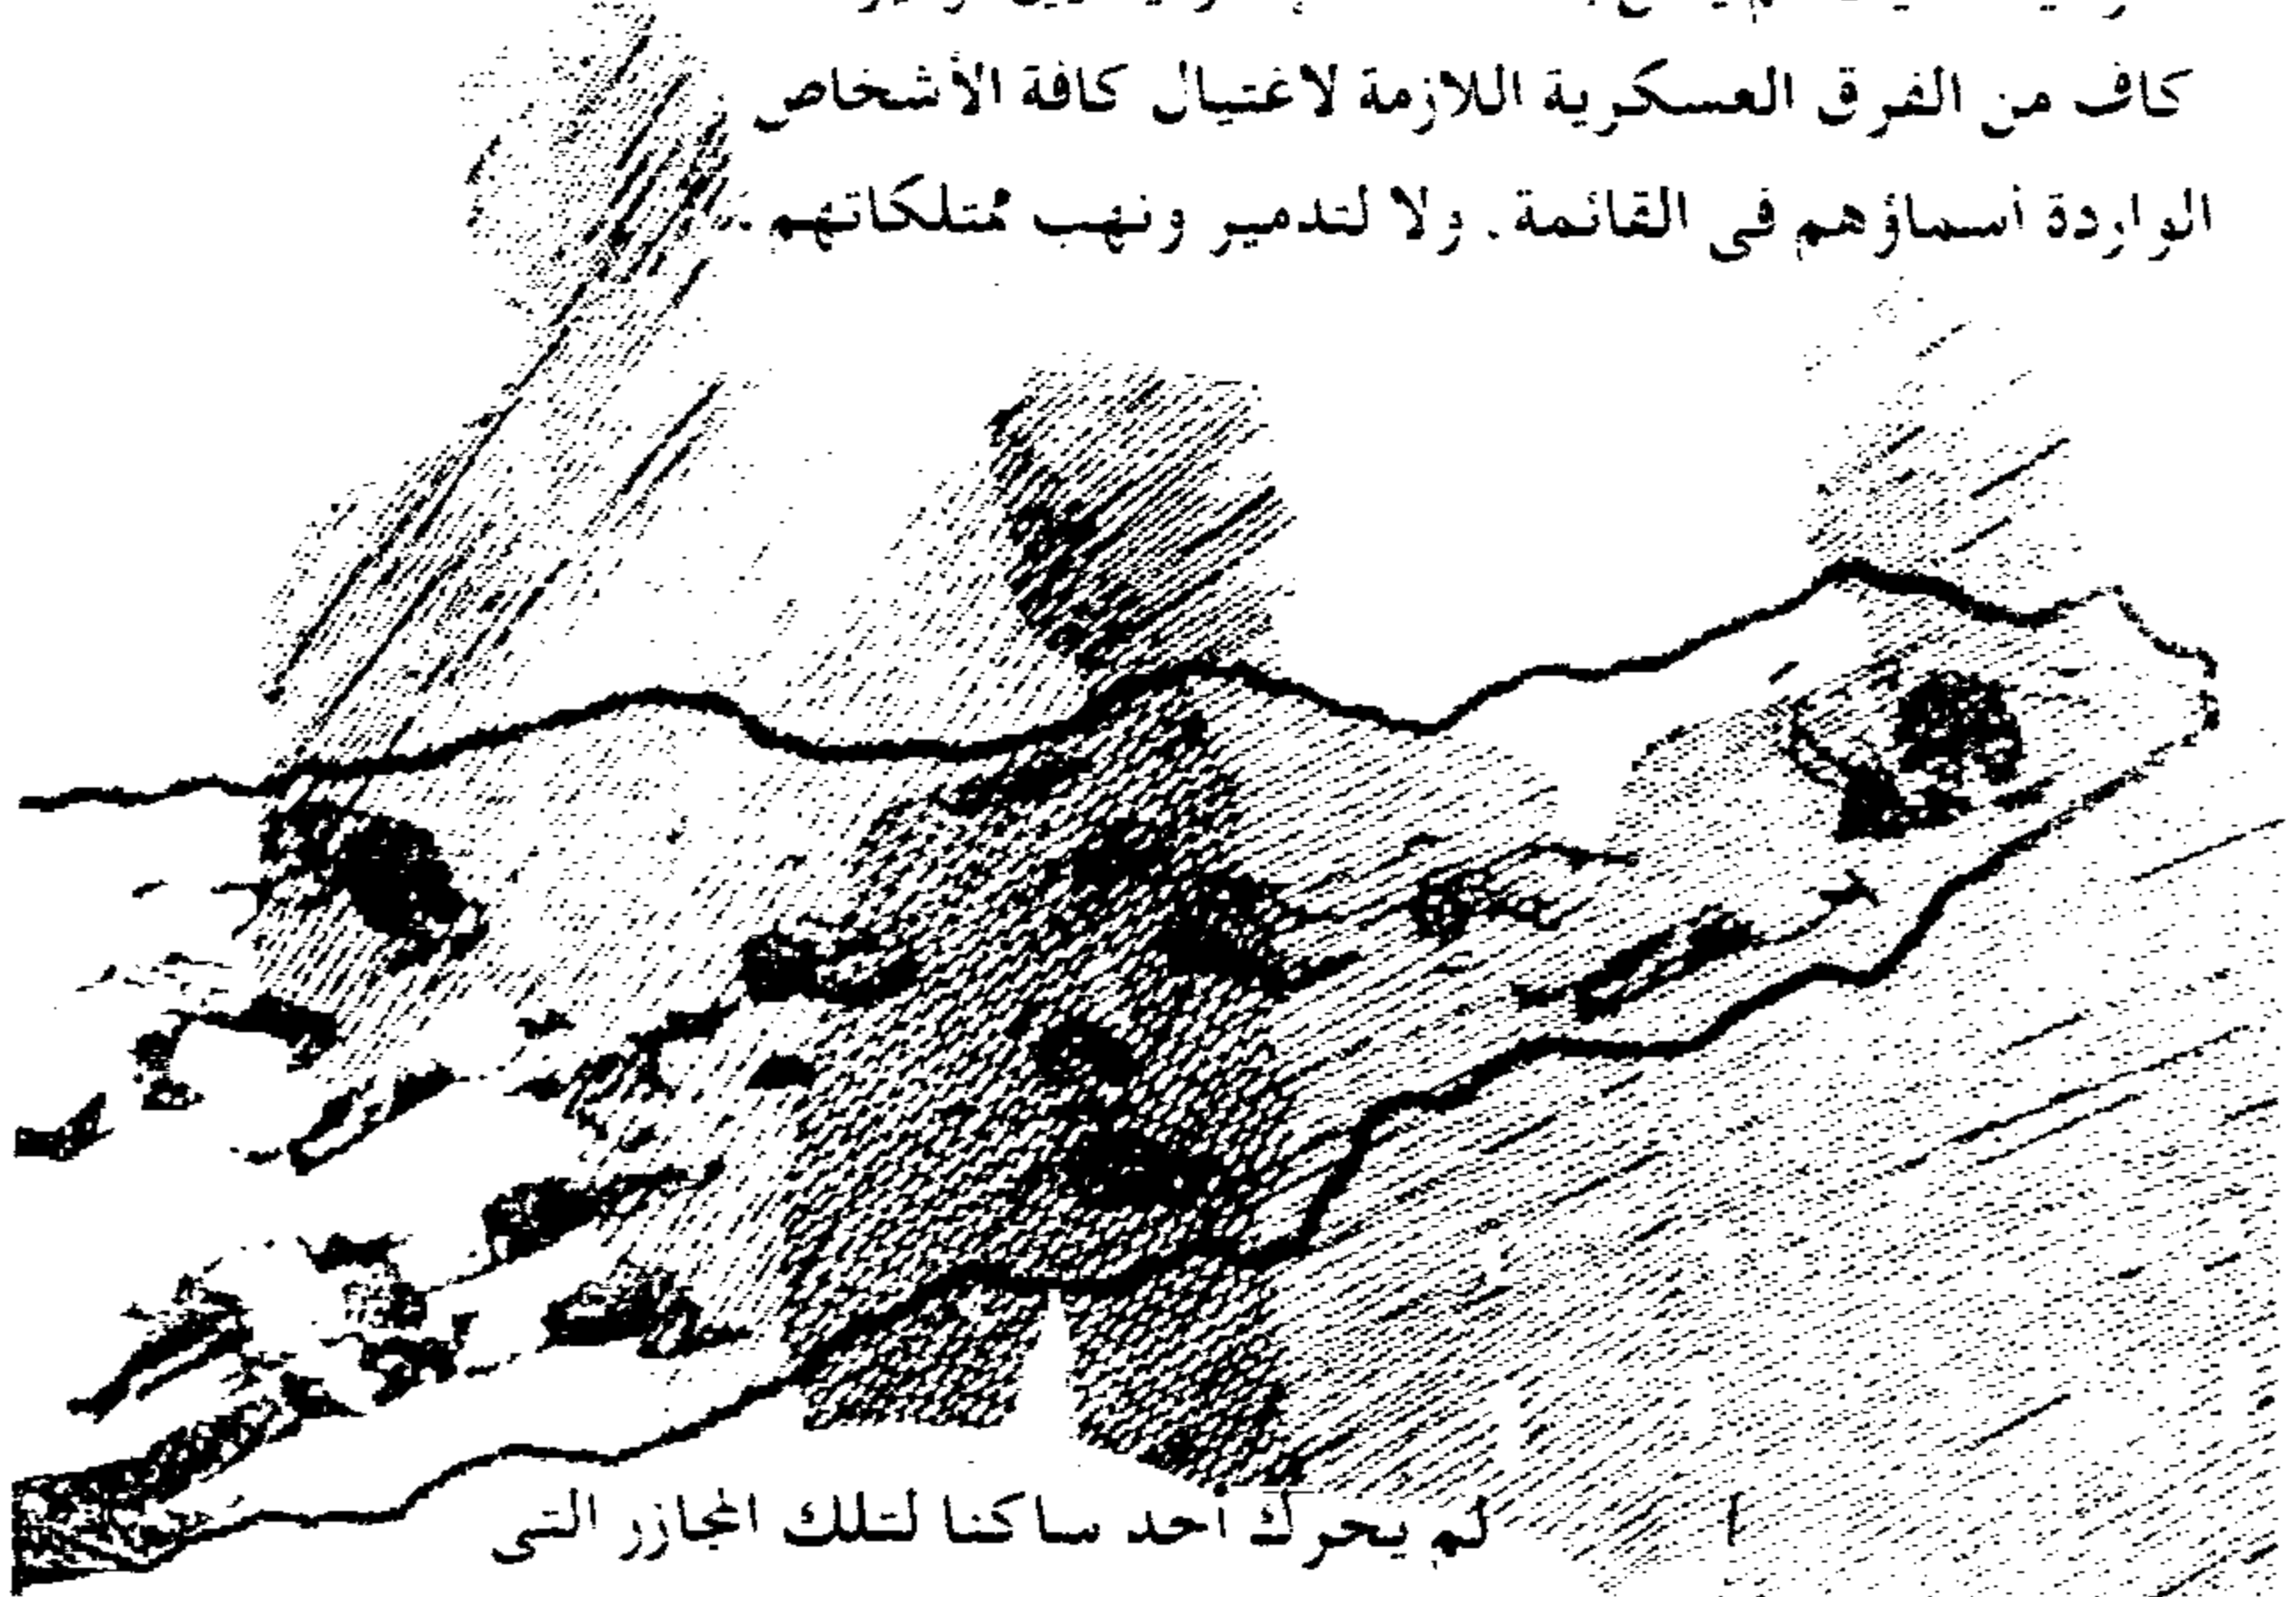 كاف من الفرق العسكرية اللازمة لاغتيال كافة الأشخاص
الواردة أسماؤهم فى القائمة. ولا لتدمير ونهب ممتلكاتهم.
لم يحرك أحد ساكنا لتلك المجازر التى